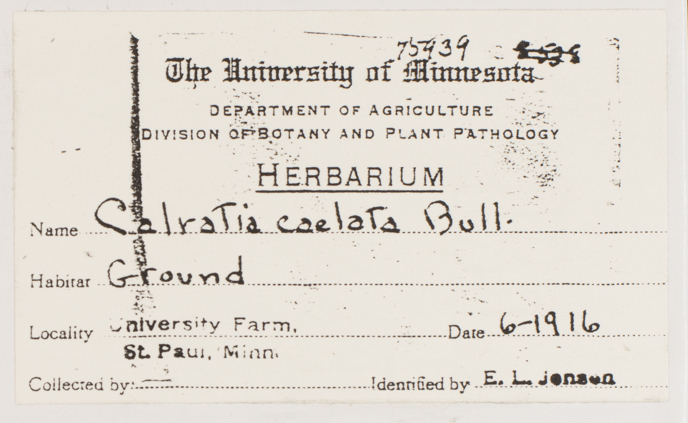 75939
The University of Minnesota
DEPARTMENT OF AGRICULTURE
DIVISION OF BOTANY AND PLANT PATHOLOGY
HERBARIUM
Name Calvatia caelata Bull.
Habitat Ground
Locality University Farm, Date 6-1916
St. Paul, Minn.
Collected by: Identified by E. L. Jensen